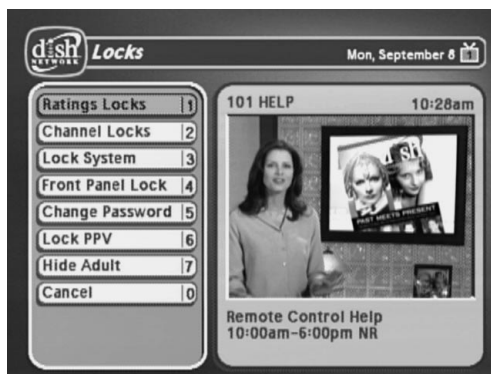 dish
NETWORK
Locks
Mon, September 8
Ratings Locks 1
Channel Locks 2
Lock System 3
Front Panel Lock 4
Change Password 5
Lock PPV 6
Hide Adult 7
Cancel 0
101 HELP 10:28am
DISH
PAST MEETS PRESENT
Remote Control Help
10:00am-6:00pm NR